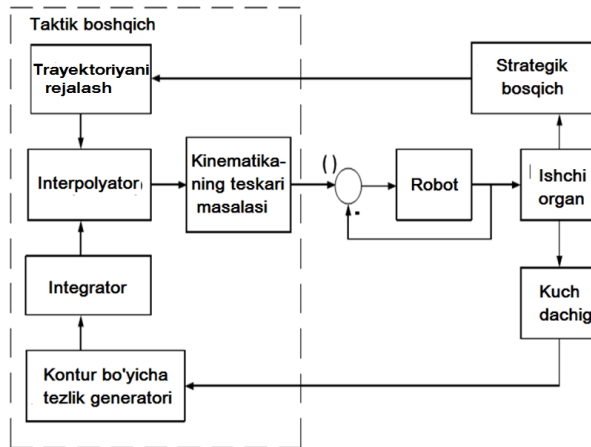 Taktik boshqich
Trayektoriyani
rejalash
Strategik
bosqich
Interpolyator
Kinematika-
ning teskari
masalasi
( )
-
Robot
Ishchi
organ
Integrator
Kuch
dachig
Kontur bo'yicha
tezlik generatori